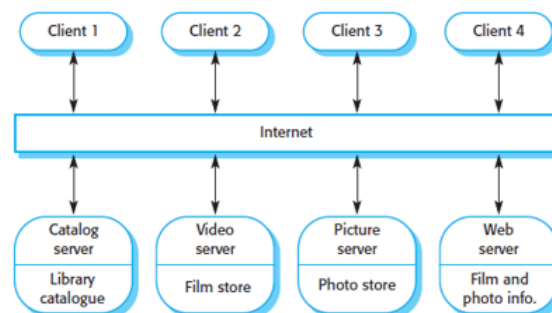 Client 1
Client 2
Client 3
Client 4
Internet
Catalog
server
Library
catalogue
Video
server
Film store
Picture
server
Photo store
Web
server
Film and
photo info.